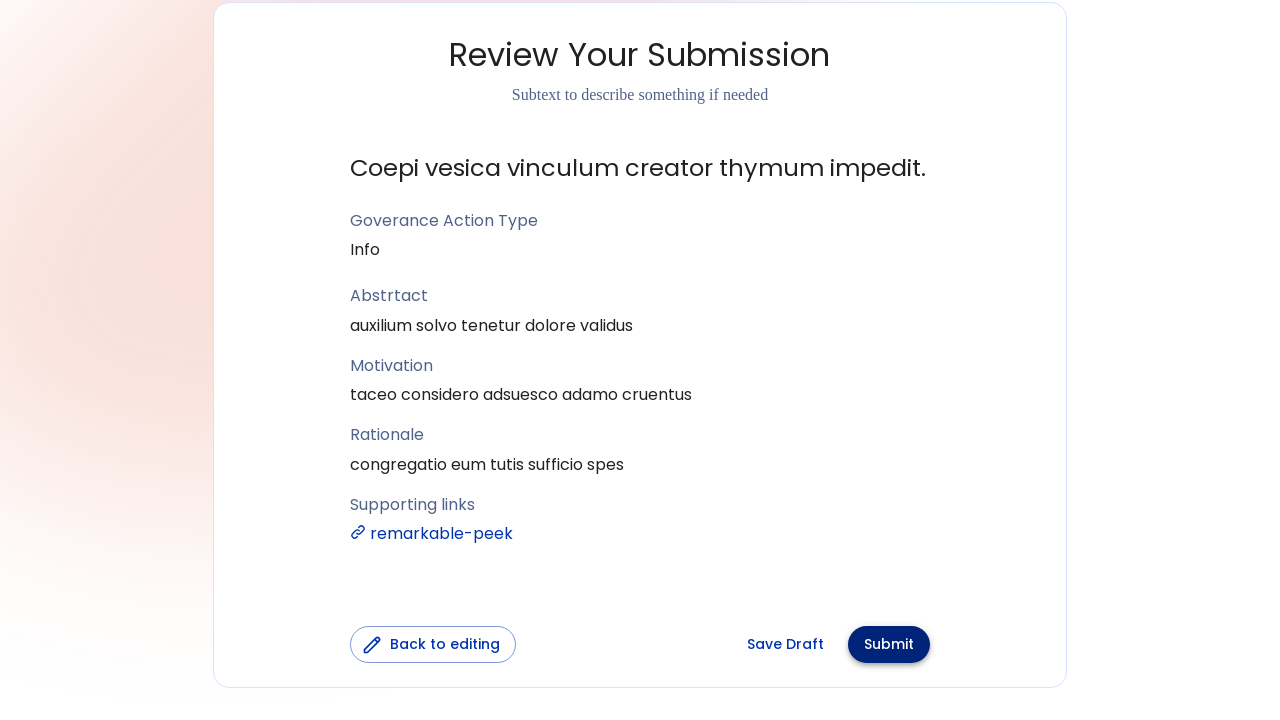 Review Your Submission
Subtext to describe something if needed
Coepi vesica vinculum creator thymum impedit.
Goverance Action Type
Info
Abstrtact
auxilium solvo tenetur dolore validus
Motivation
taceo considero adsuesco adamo cruentus
Rationale
congregatio eum tutis sufficio spes
Supporting links
remarkable-peek
Back to editing Save Draft Submit